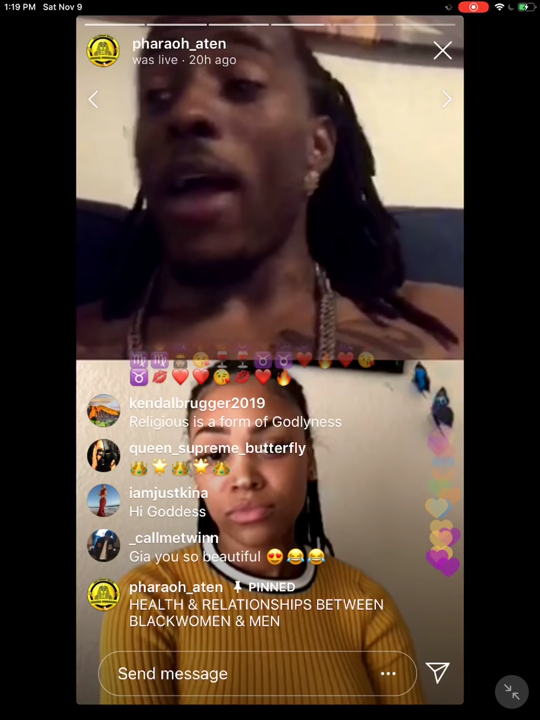 1:19 PM Sat Nov 9
pharaoh_aten
was live · 20h ago
kendalbrugger2019
Religious is a form of Godlyness
queen_supreme_butterfly
iamjustkina
Hi Goddess
_callmetwinn
Gia you so beautiful 😍😂😂
pharaoh_aten PINNED
HEALTH & RELATIONSHIPS BETWEEN
BLACKWOMEN & MEN
Send message